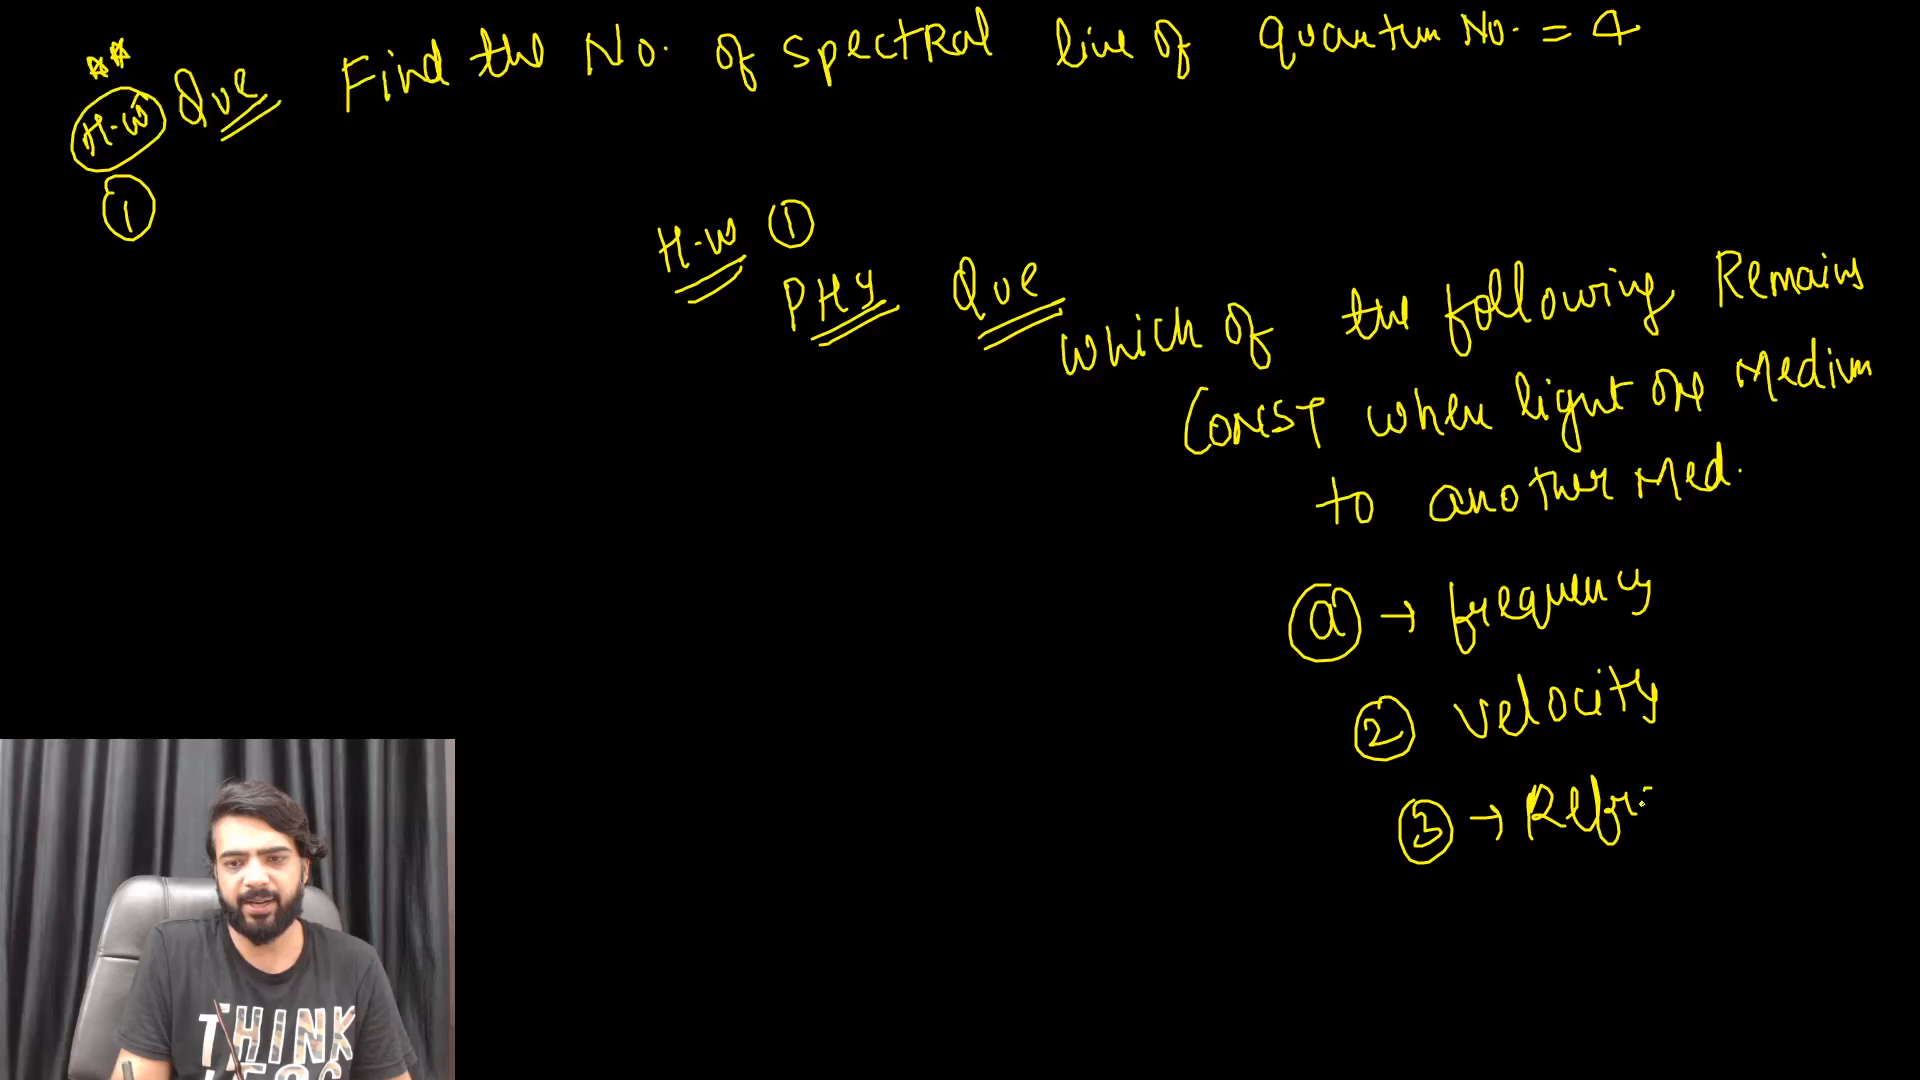 H-W Que Find the No. of spectral line of quantum No. = 4
1
H-W 1
PHY Que Which of the following Remains
CONST when light one Medium
to another Med.
a → frequency
2 velocity
3 → Refr
THINK